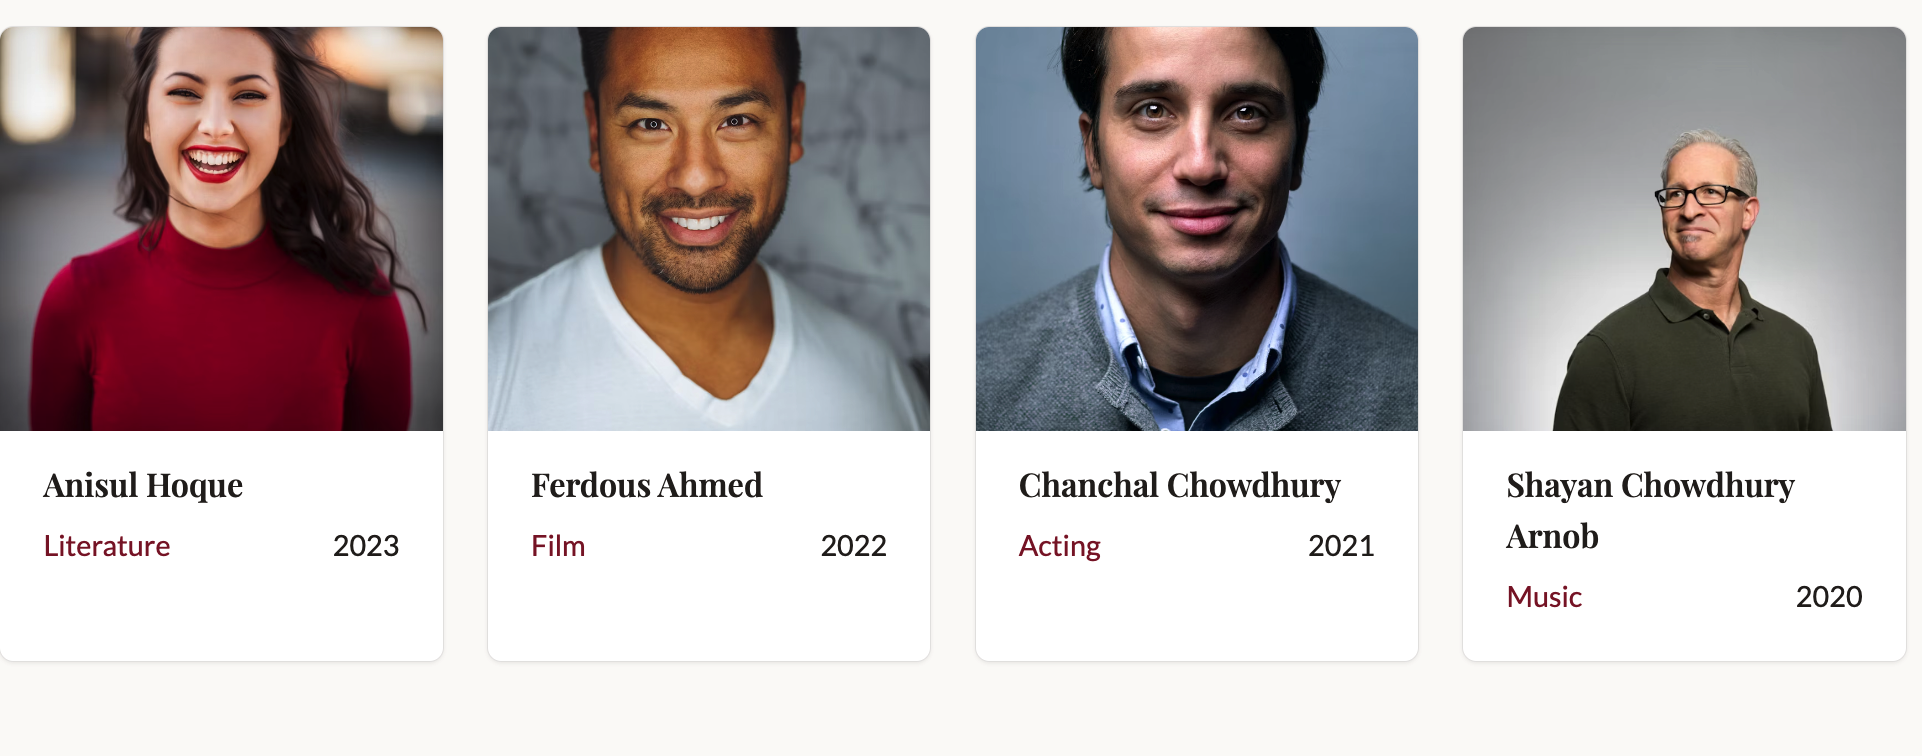 Anisul Hoque
Literature 2023
Ferdous Ahmed
Film 2022
Chanchal Chowdhury
Acting 2021
Shayan Chowdhury
Arnob
Music 2020